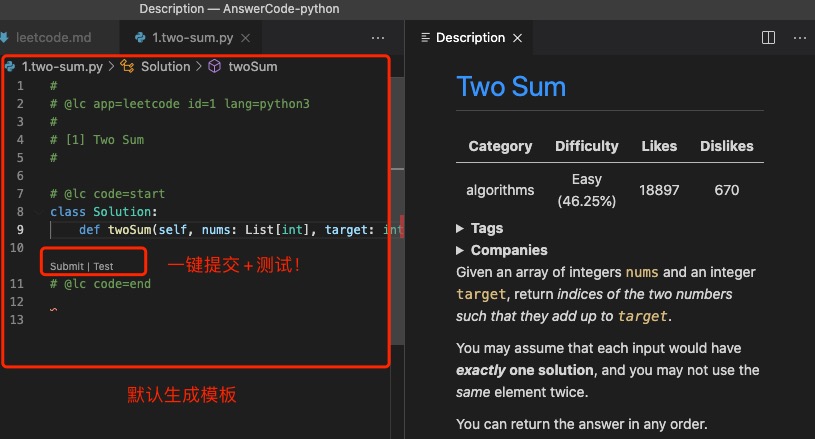 Description — AnswerCode-python
leetcode.md
1.two-sum.py
1.two-sum.py > Solution > twoSum
1 #
2 # @lc app=leetcode id=1 lang=python3
3 #
4 # [1] Two Sum
5 #
6
7 # @lc code=start
8 class Solution:
9 def twoSum(self, nums: List[int], target: int
10
Submit | Test
一键提交+测试!
11 # @lc code=end
12
13
默认生成模板
Description
Two Sum
Category Difficulty Likes Dislikes
algorithms Easy (46.25%) 18897 670
Tags
Companies
Given an array of integers nums and an integer
target, return indices of the two numbers
such that they add up to target.
You may assume that each input would have
exactly one solution, and you may not use the
same element twice.
You can return the answer in any order.